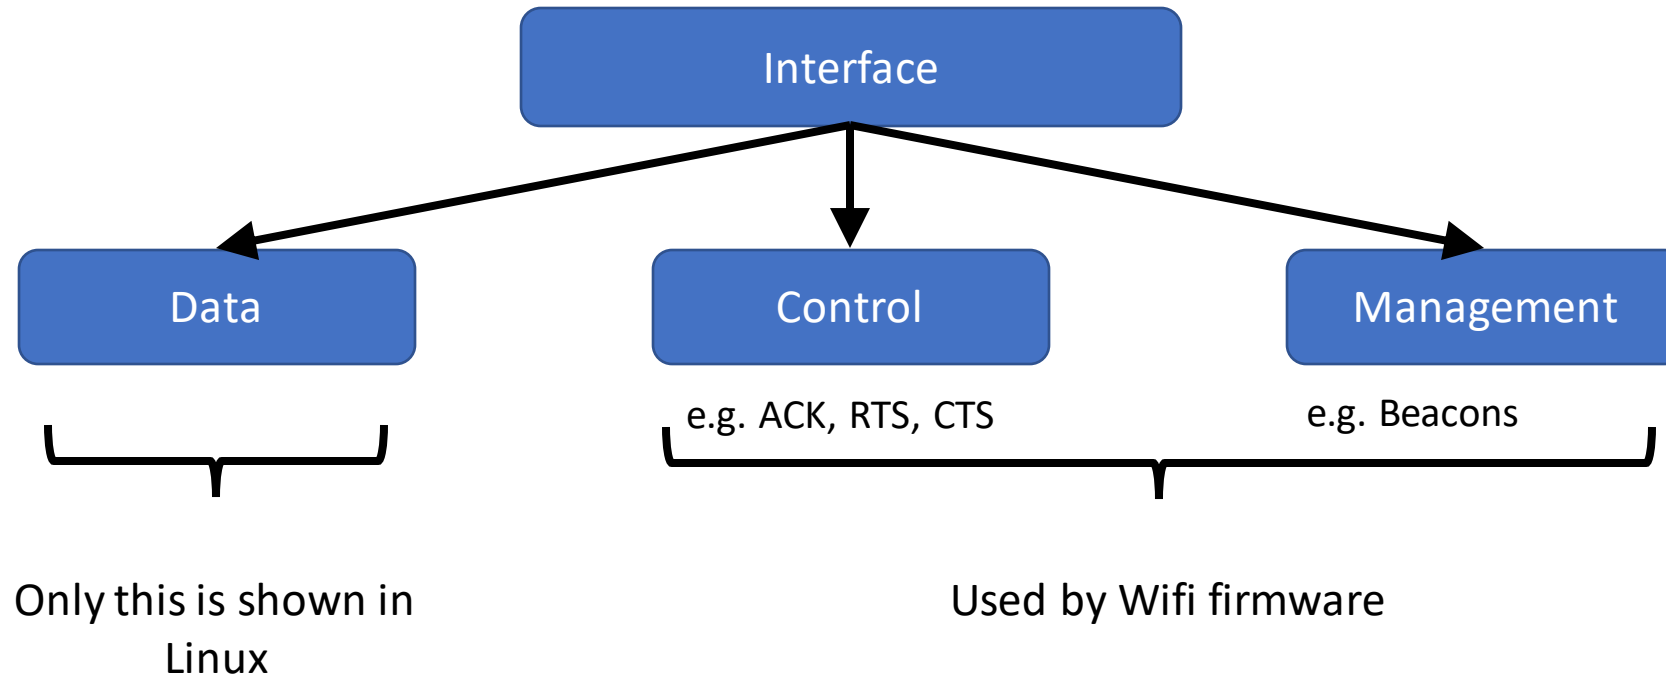 Interface
Data
Control
Management
e.g. ACK, RTS, CTS
e.g. Beacons
Only this is shown in
Linux
Used by Wifi firmware